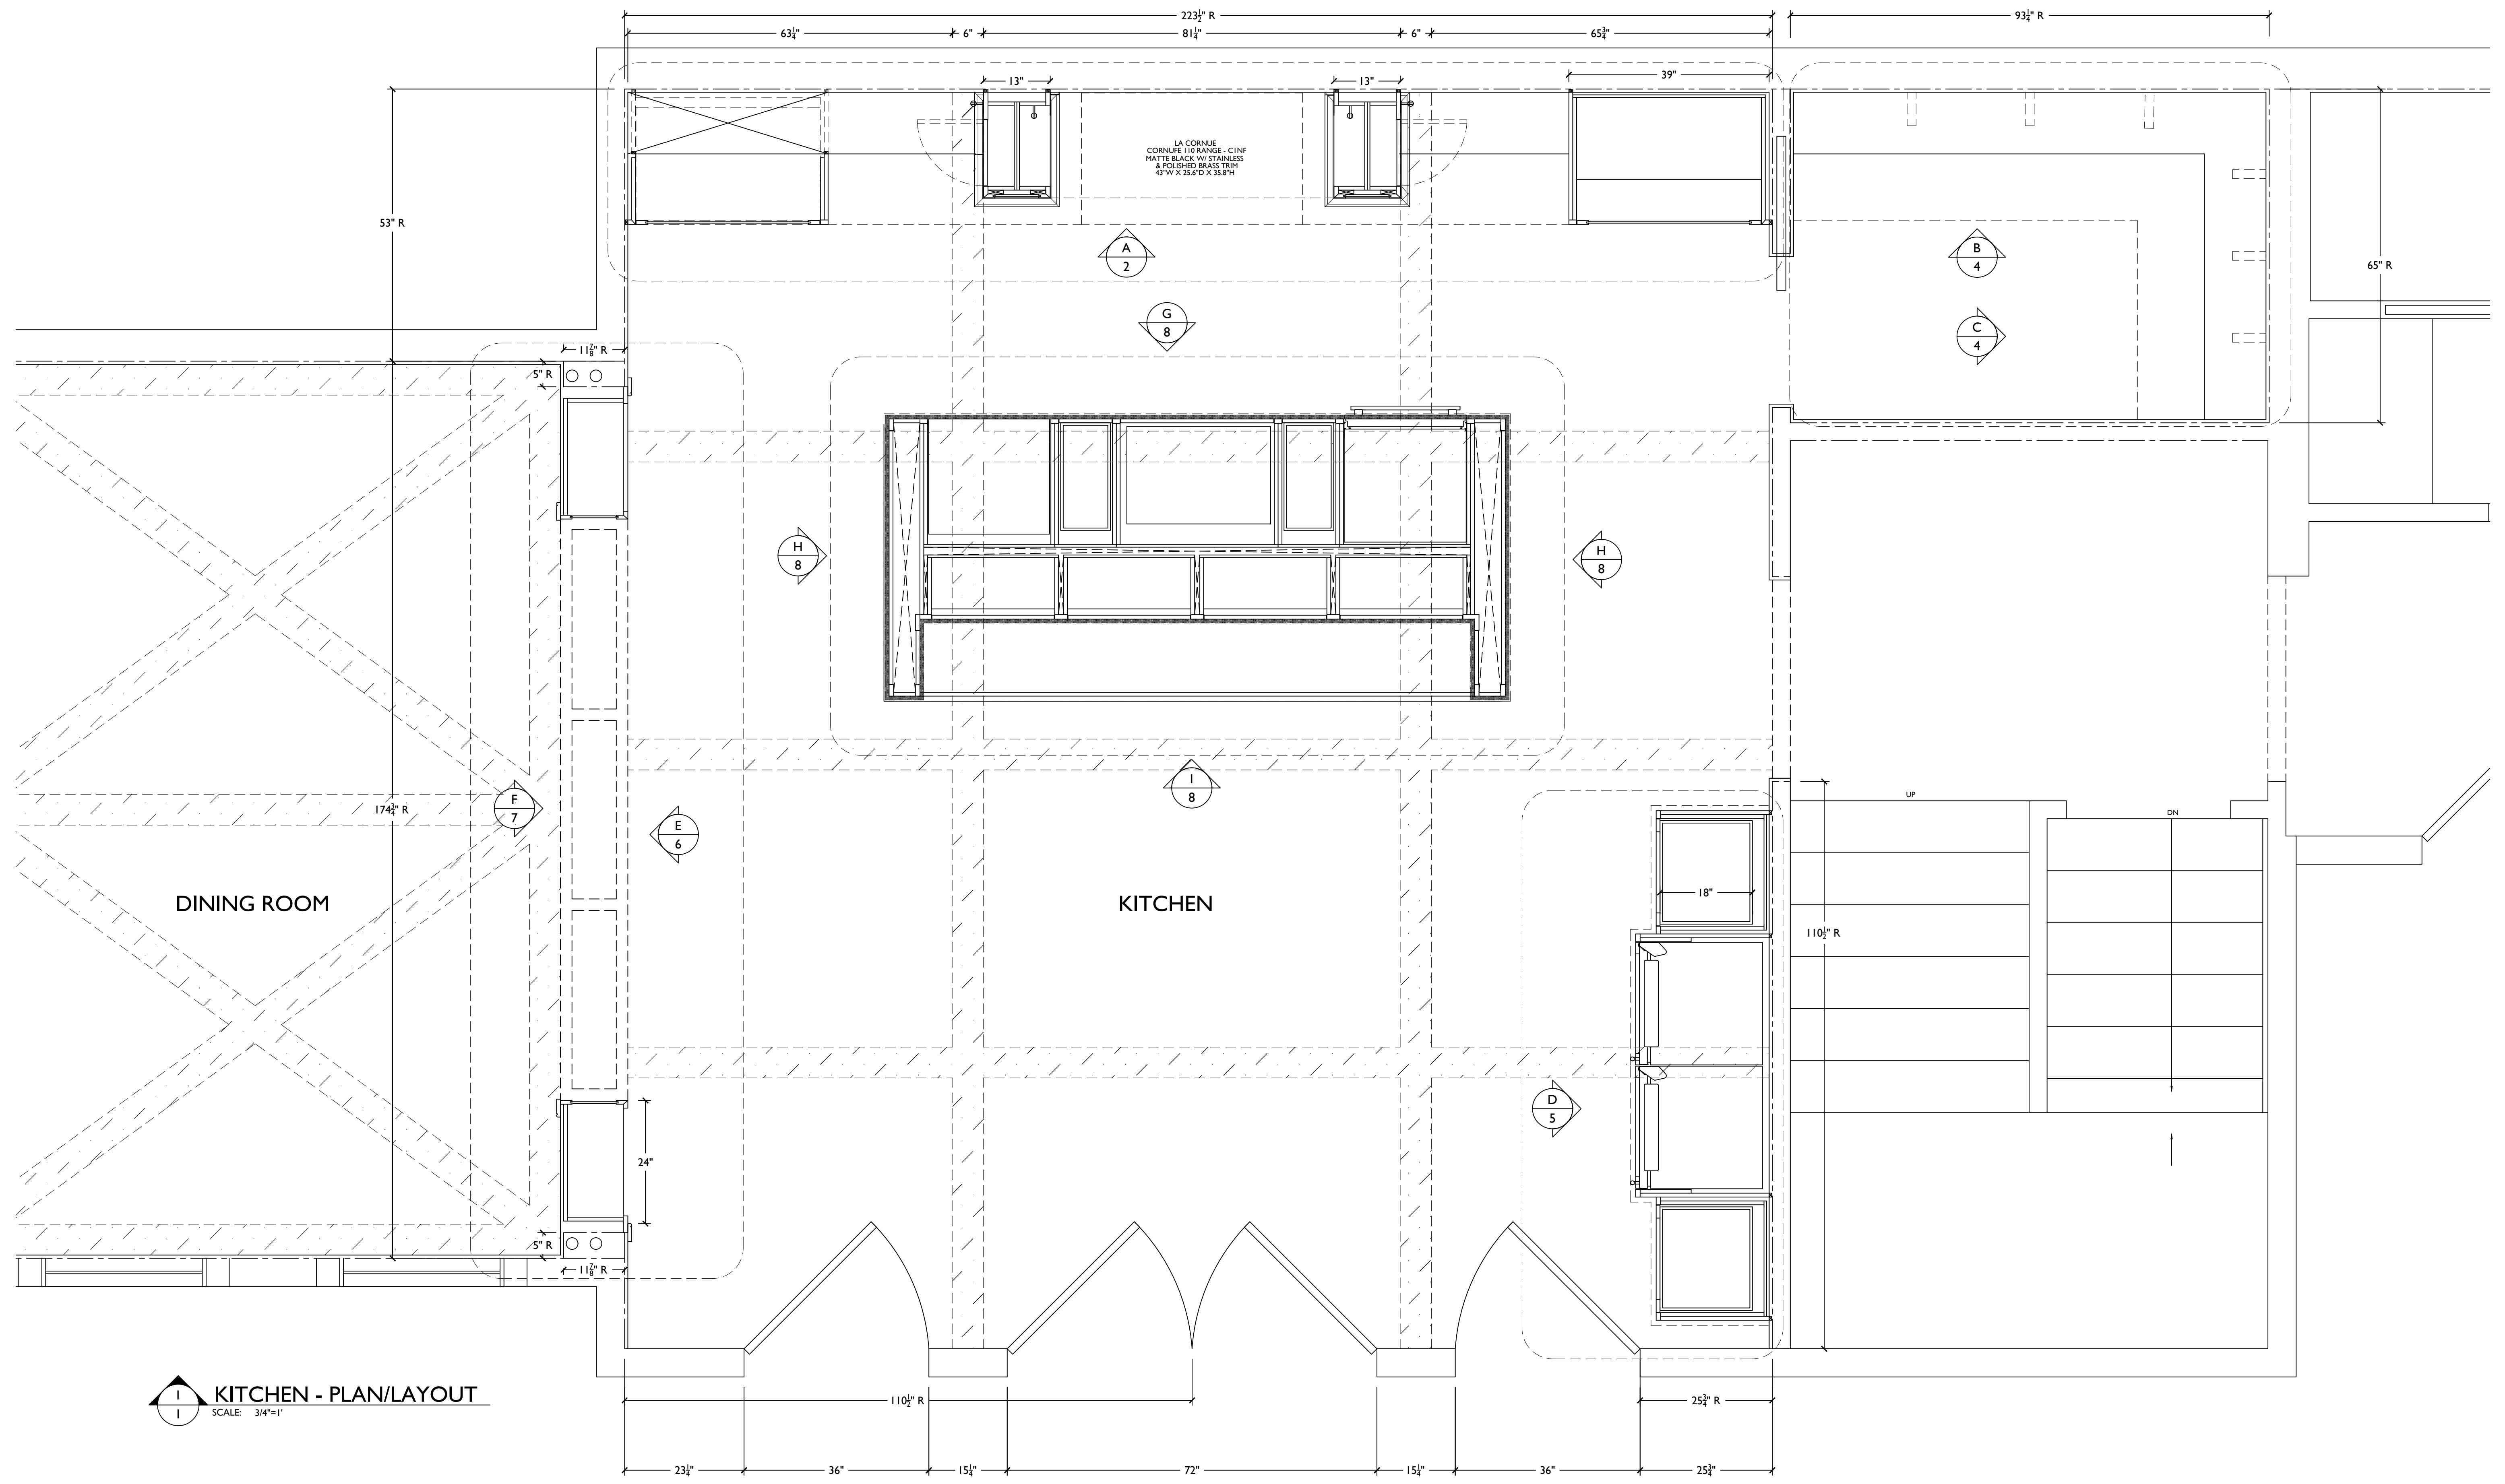 223½" R
93¼" R
63¼"
6"
81¼"
6"
65¾"
13"
13"
39"
LA CORNUE
CORNUFE 110 RANGE - C1NF
MATTE BLACK W/ STAINLESS
& POLISHED BRASS TRIM
43"W X 25.6"D X 35.8"H
53" R
A
2
B
4
65" R
G
8
C
4
11⅞" R
5" R
H
8
H
8
I
8
UP
F
7
174¾" R
E
6
DN
DINING ROOM
KITCHEN
18"
110½" R
D
5
24"
5" R
11⅞" R
1
1
KITCHEN - PLAN/LAYOUT
SCALE: 3/4"=1'
110½" R
25¾" R
23¼"
36"
15¼"
72"
15¼"
36"
25¾"